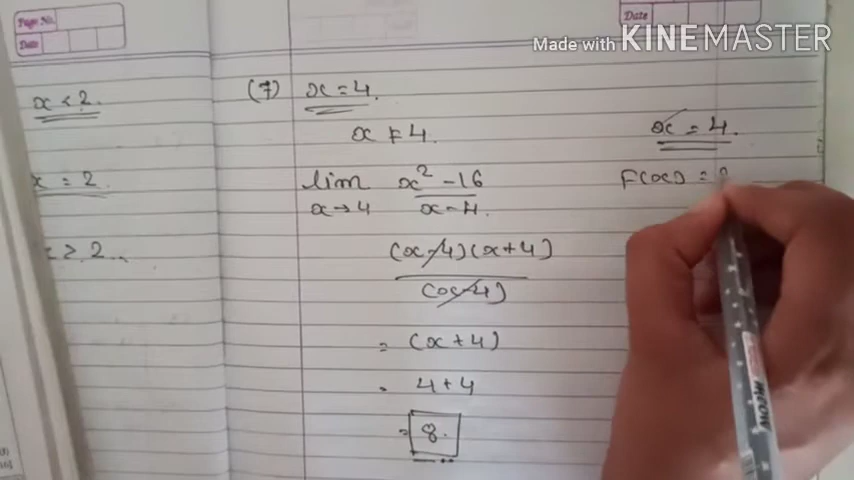 Page No.
Date
Date
Made with KINEMASTER
x < 2.
x = 2
x ≥ 2
(7) x = 4.
x ≠ 4.
lim x→4 x² - 16 / x - 4.
(x - 4)(x + 4)
(x - 4)
= (x + 4)
= 4 + 4
= 8.
x = 4.
F(x) =